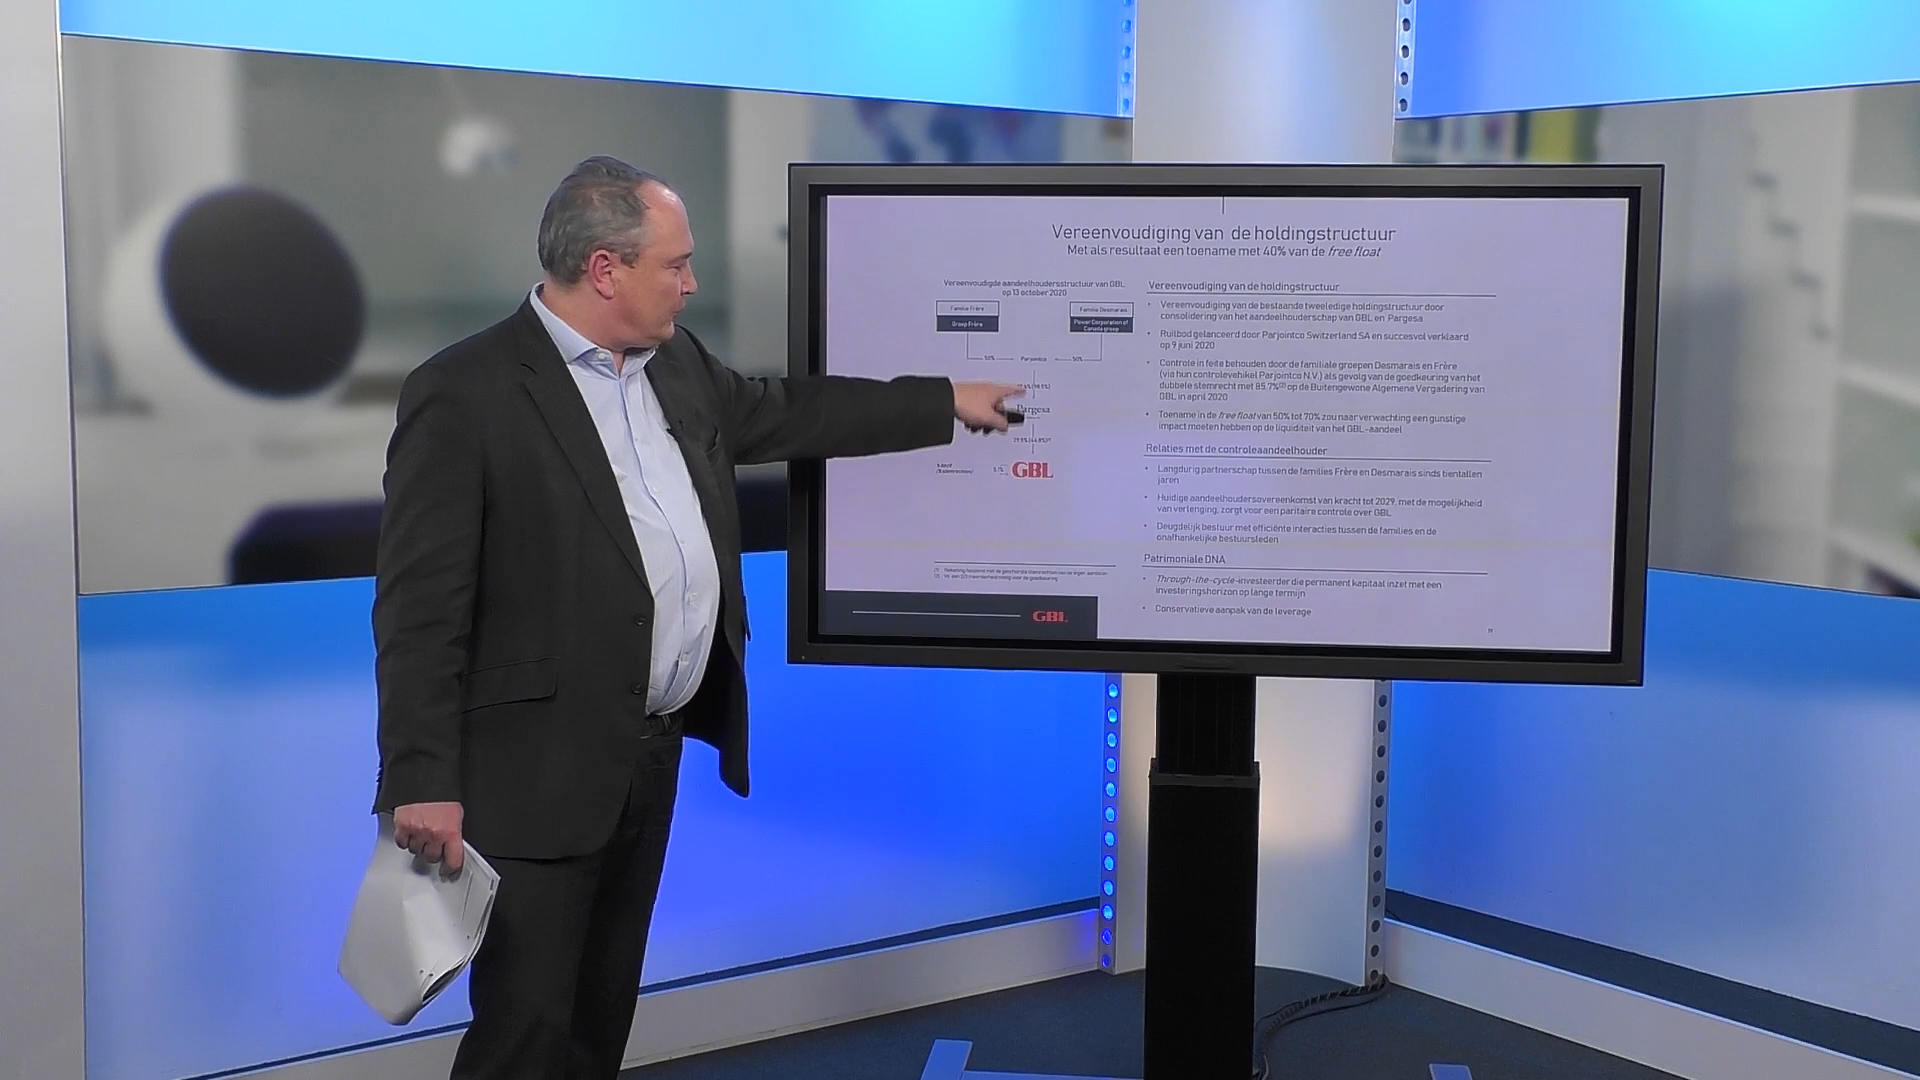 Vereenvoudiging van de holdingstructuur
Met als resultaat een toename met 40% van de free float
Vereenvoudigde aandeelhoudersstructuur van GBL
op 13 october 2020
Familie Frère
Groep Frère
Familie Desmarais
Power Corporation of
Canada groep
50%
Parjointco
50%
Pargesa
GBL
Vereenvoudiging van de holdingstructuur
• Vereenvoudiging van de bestaande tweeledige holdingstructuur door
consolidering van het aandeelhouderschap van GBL en Pargesa
• Ruilbod gelanceerd door Parjointco Switzerland SA en succesvol verklaard
op 9 juni 2020
• Controle in feite behouden door de familiale groepen Desmarais en Frère
(via hun controlevehikel Parjointco N.V.) als gevolg van de goedkeuring van het
dubbele stemrecht met 85,7%(2) op de Buitengewone Algemene Vergadering van
GBL in april 2020
• Toename in de free float van 50% tot 70% zou naar verwachting een gunstige
impact moeten hebben op de liquiditeit van het GBL-aandeel
Relaties met de controleaandeelhouder
• Langdurig partnerschap tussen de families Frère en Desmarais sinds tientallen
jaren
• Huidige aandeelhoudersovereenkomst van kracht tot 2029, met de mogelijkheid
van verlenging, zorgt voor een paritaire controle over GBL
• Deugdelijk bestuur met efficiënte interacties tussen de families en de
onafhankelijke bestuursleden
Patrimoniale DNA
• Through-the-cycle-investeerder die permanent kapitaal inzet met een
investeringshorizon op lange termijn
• Conservatieve aanpak van de leverage
GBL